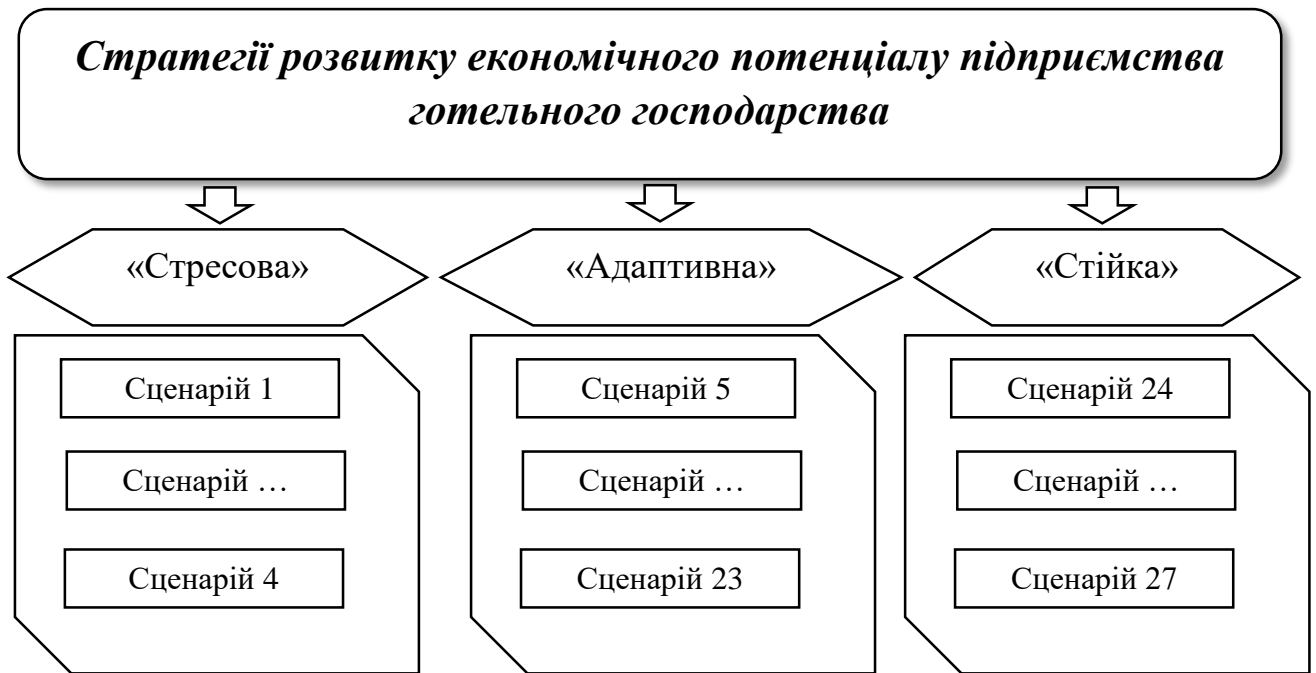 Стратегії розвитку економічного потенціалу підприємства
готельного господарства
«Стресова»
«Адаптивна»
«Стійка»
Сценарій 1
Сценарій …
Сценарій 4
Сценарій 5
Сценарій …
Сценарій 23
Сценарій 24
Сценарій …
Сценарій 27